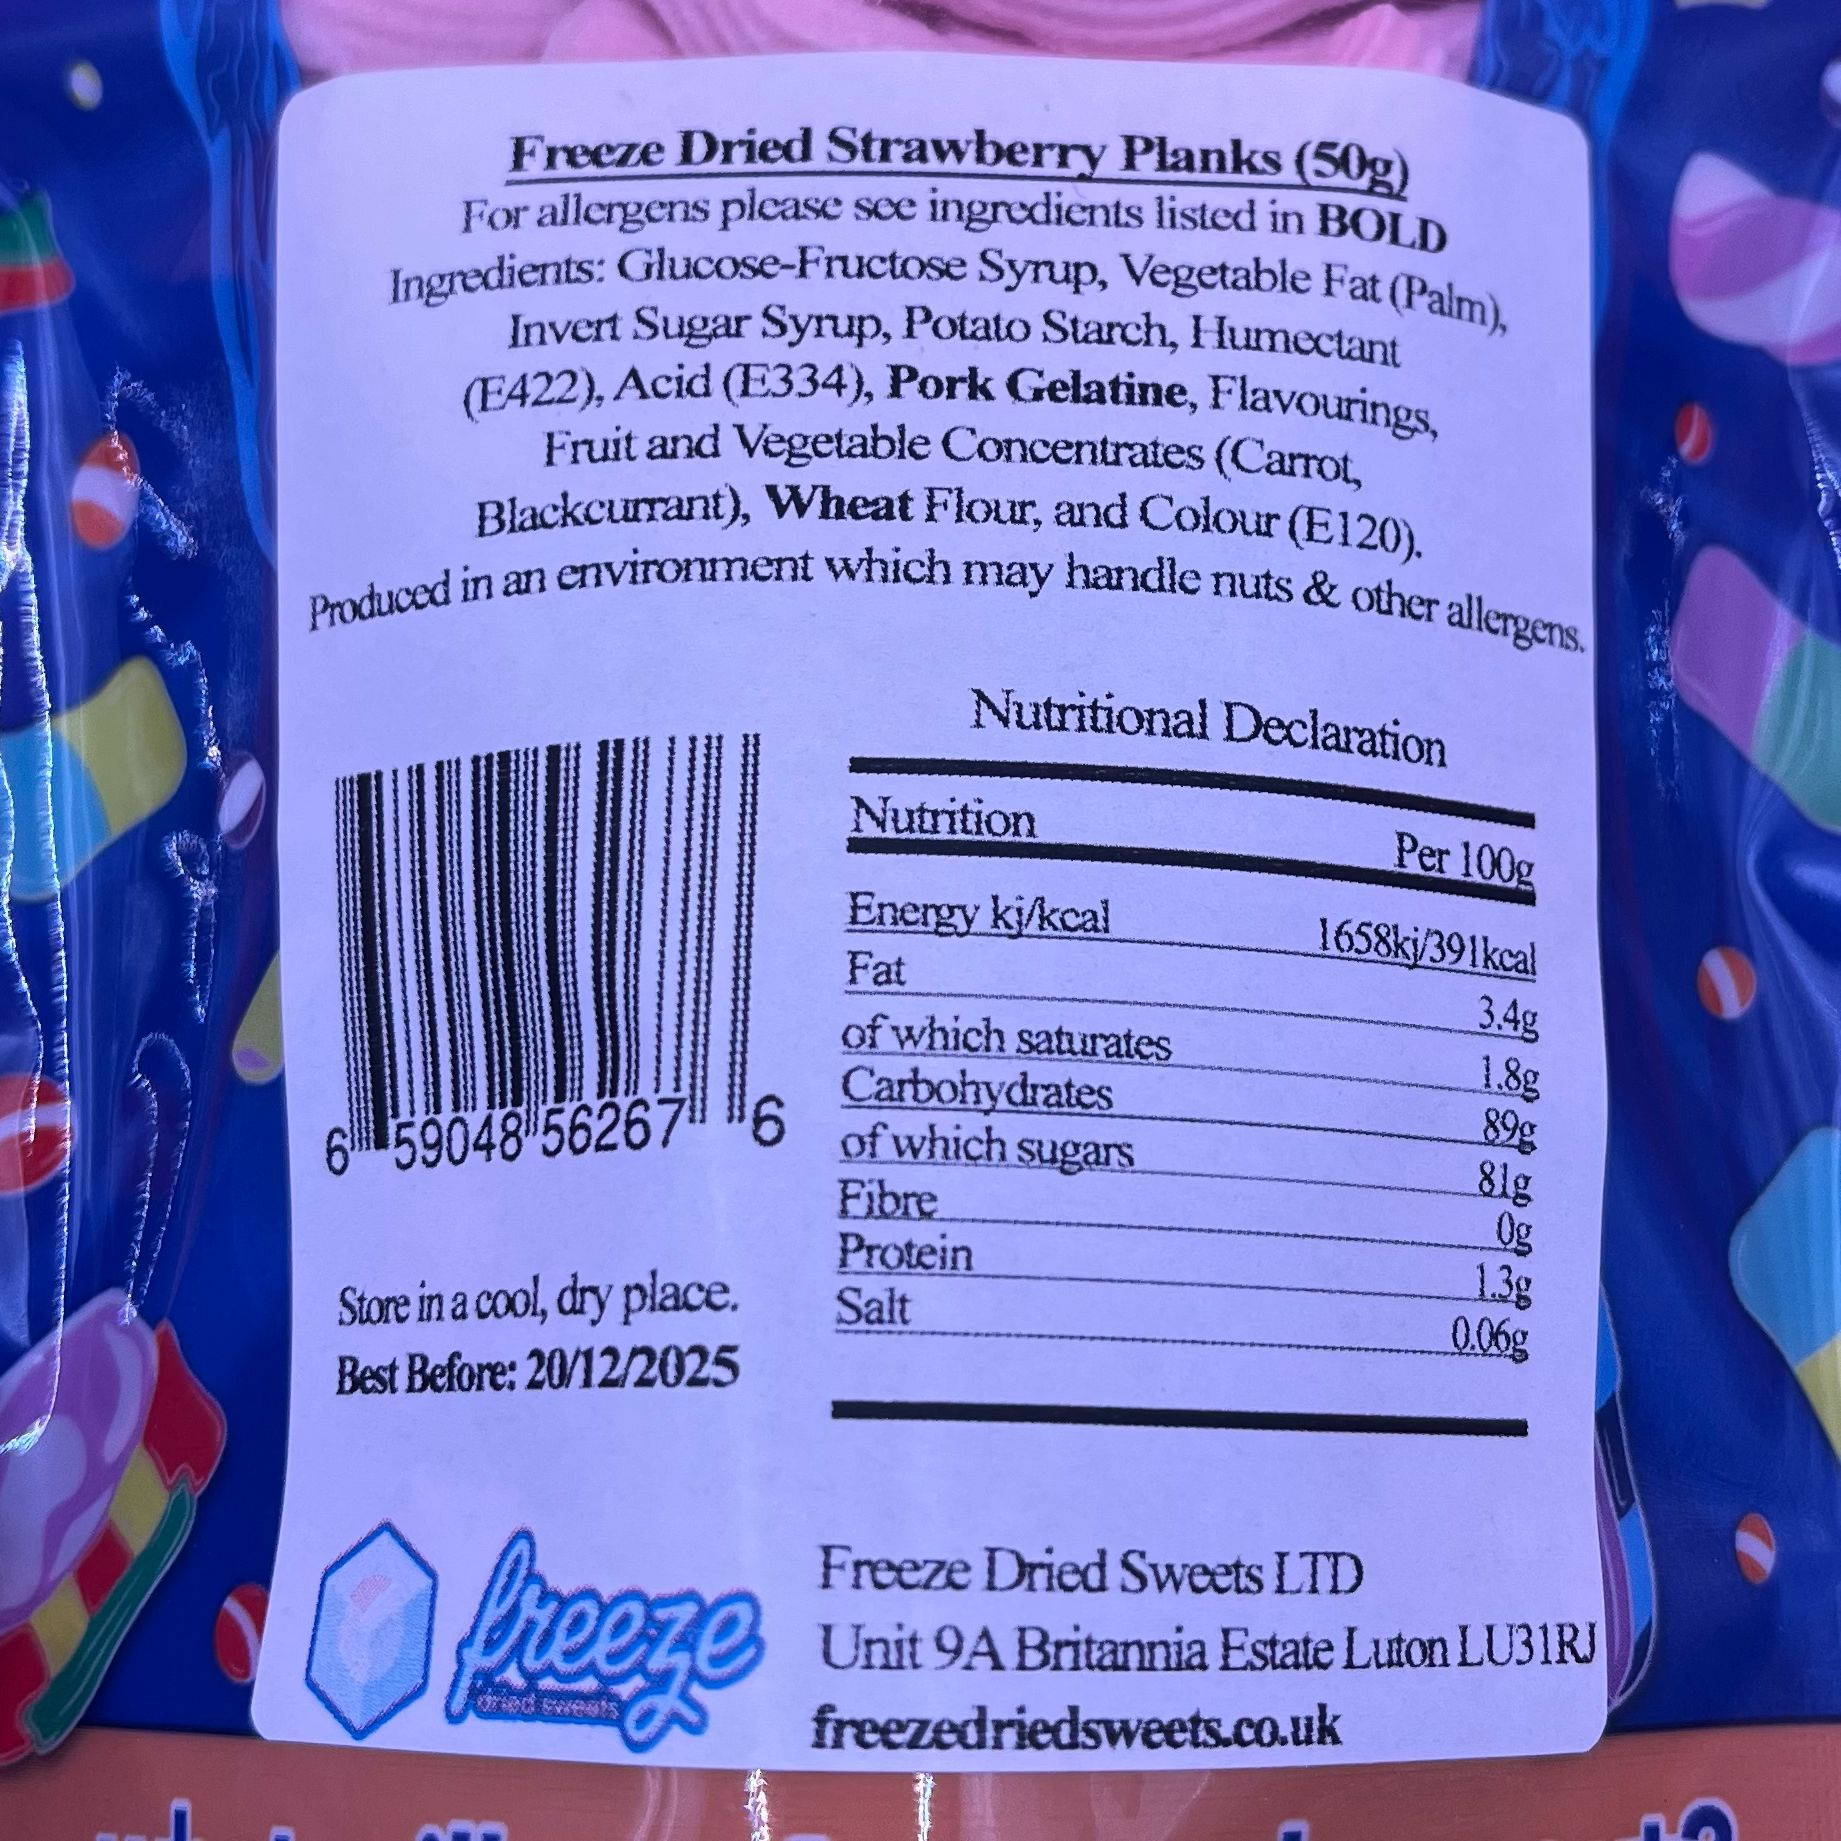 Freeze Dried Strawberry Planks (50g)
For allergens please see ingredients listed in BOLD
Ingredients: Glucose-Fructose Syrup, Vegetable Fat (Palm),
Invert Sugar Syrup, Potato Starch, Humectant
(E422), Acid (E334), Pork Gelatine, Flavourings,
Fruit and Vegetable Concentrates (Carrot,
Blackcurrant), Wheat Flour, and Colour (E120).
Produced in an environment which may handle nuts & other allergens.
Nutritional Declaration
Nutrition Per 100g
Energy kj/kcal 1658kj/391kcal
Fat 3.4g
of which saturates 1.8g
Carbohydrates 89g
of which sugars 81g
Fibre 0g
Protein 1.3g
Salt 0.06g
6 59048 56267 6
Store in a cool, dry place.
Best Before: 20/12/2025
freeze
dried sweets
Freeze Dried Sweets LTD
Unit 9A Britannia Estate Luton LU31RJ
freezedriedsweets.co.uk